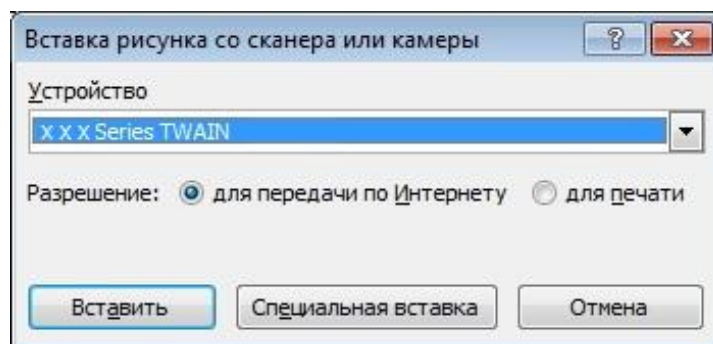 Вставка рисунка со сканера или камеры
Устройство
X X X Series TWAIN
Разрешение: для передачи по Интернету для печати
Вставить Специальная вставка Отмена